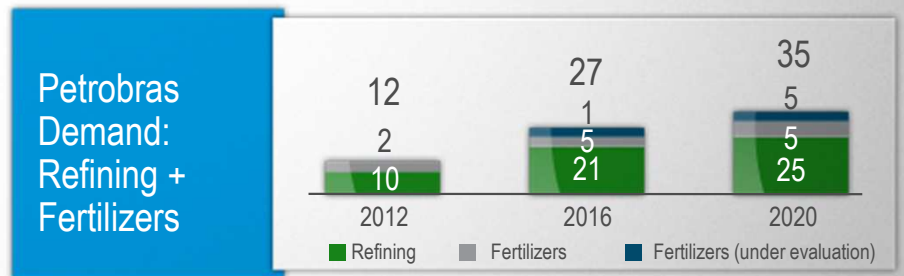 Petrobras
Demand:
Refining +
Fertilizers
12
2
10
2012
27
1
5
21
2016
35
5
5
25
2020
Refining
Fertilizers
Fertilizers (under evaluation)